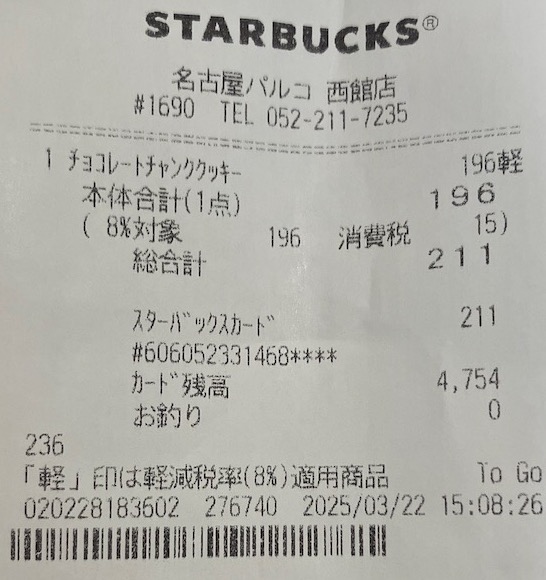 STARBUCKS®
名古屋パルコ 西館店
#1690 TEL 052-211-7235
1 ﾁｮｺﾚｰﾄﾁｬﾝｸｸｯｷｰ 196軽
本体合計(1点) 196
( 8%対象 196 消費税 15)
総合計 211
ｽﾀｰﾊﾞｯｸｽｶｰﾄﾞ 211
#606052331468****
ｶｰﾄﾞ残高 4,754
お釣り 0
236
「軽」印は軽減税率(8%)適用商品 To Go
020228183602 276740 2025/03/22 15:08:26